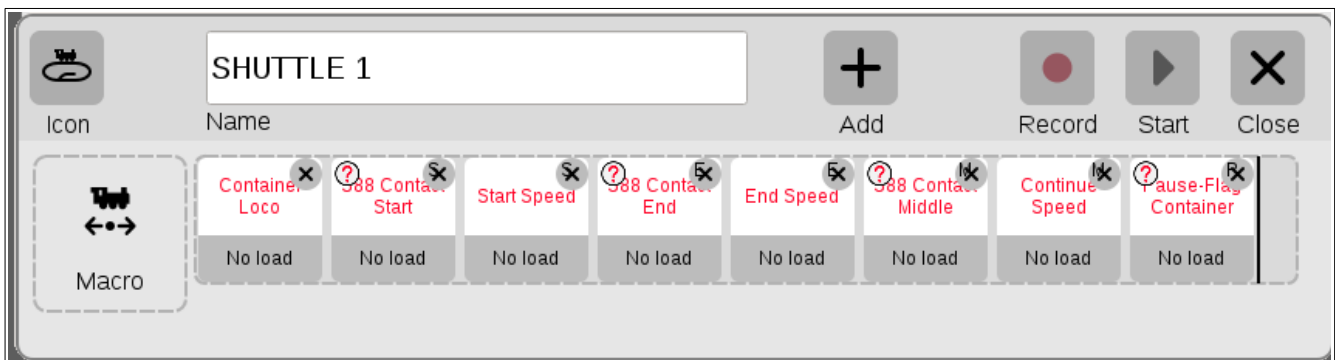 SHUTTLE 1
Icon
Name
Add
Record
Start
Close
Macro
Container
Loco
S88 Contact
Start
Start Speed
S88 Contact
End
End Speed
S88 Contact
Middle
Continue
Speed
Pause-Flag
Container
No load
No load
No load
No load
No load
No load
No load
No load